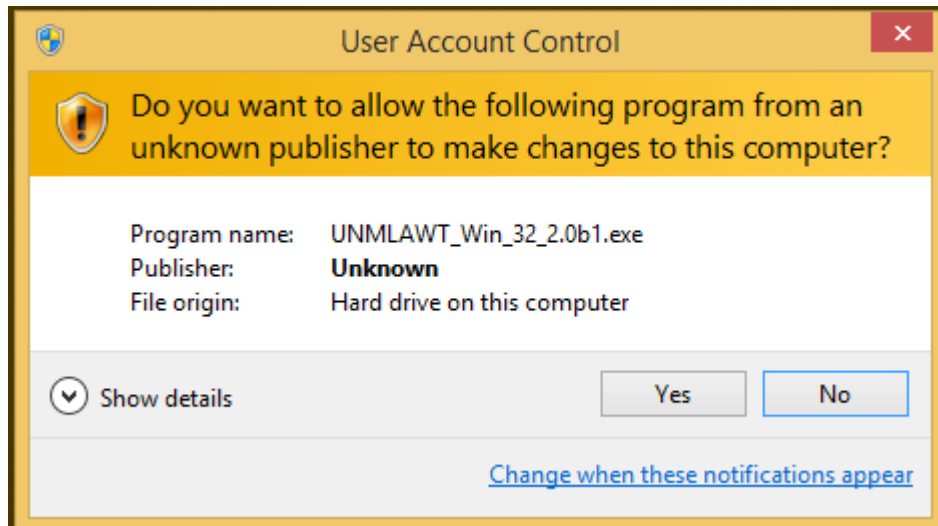 User Account Control
Do you want to allow the following program from an
unknown publisher to make changes to this computer?
Program name: UNMLAWT_Win_32_2.0b1.exe
Publisher: Unknown
File origin: Hard drive on this computer
Show details Yes No
Change when these notifications appear